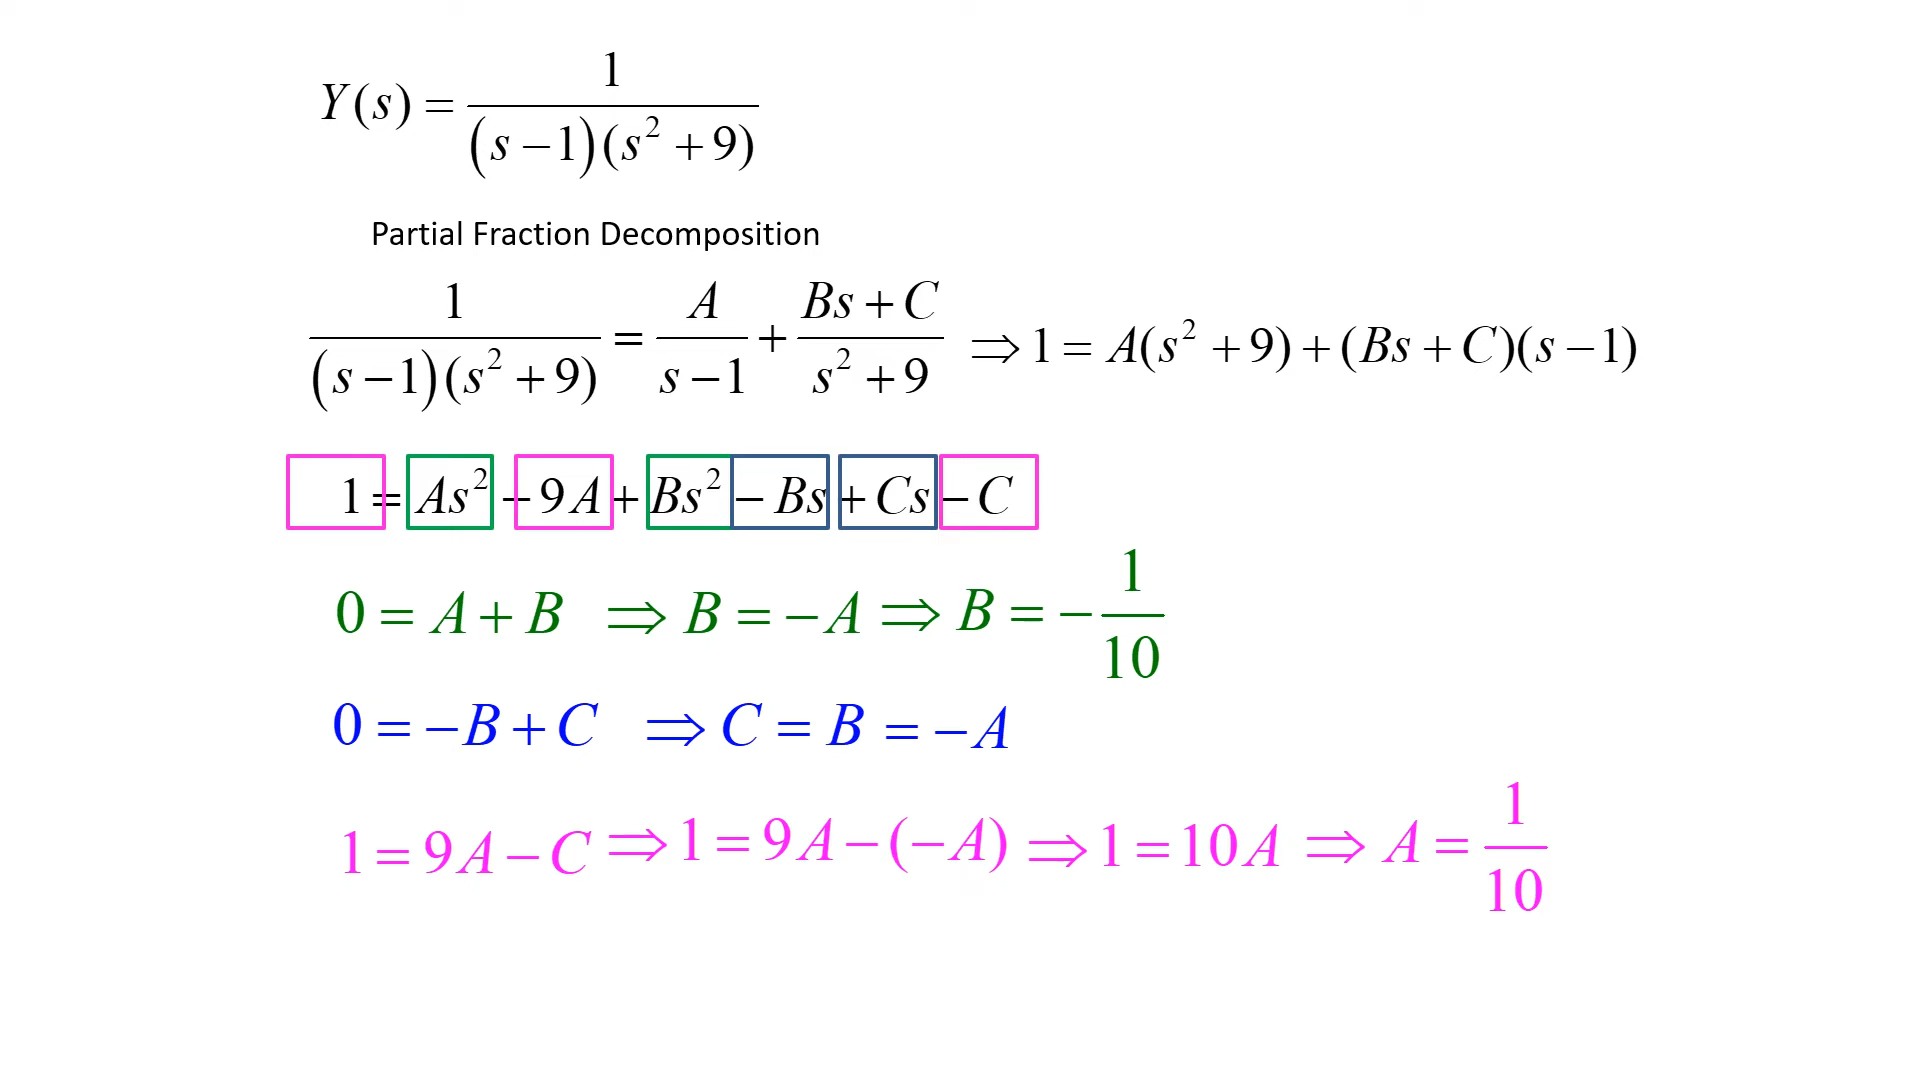 Y(s) = 1 / ((s − 1)(s² + 9))
Partial Fraction Decomposition
1 / ((s − 1)(s² + 9)) = A / (s − 1) + (Bs + C) / (s² + 9) ⇒ 1 = A(s² + 9) + (Bs + C)(s − 1)
1 = As² − 9A + Bs² − Bs + Cs − C
0 = A + B ⇒ B = −A ⇒ B = − 1/10
0 = −B + C ⇒ C = B = −A
1 = 9A − C ⇒ 1 = 9A − (−A) ⇒ 1 = 10A ⇒ A = 1/10